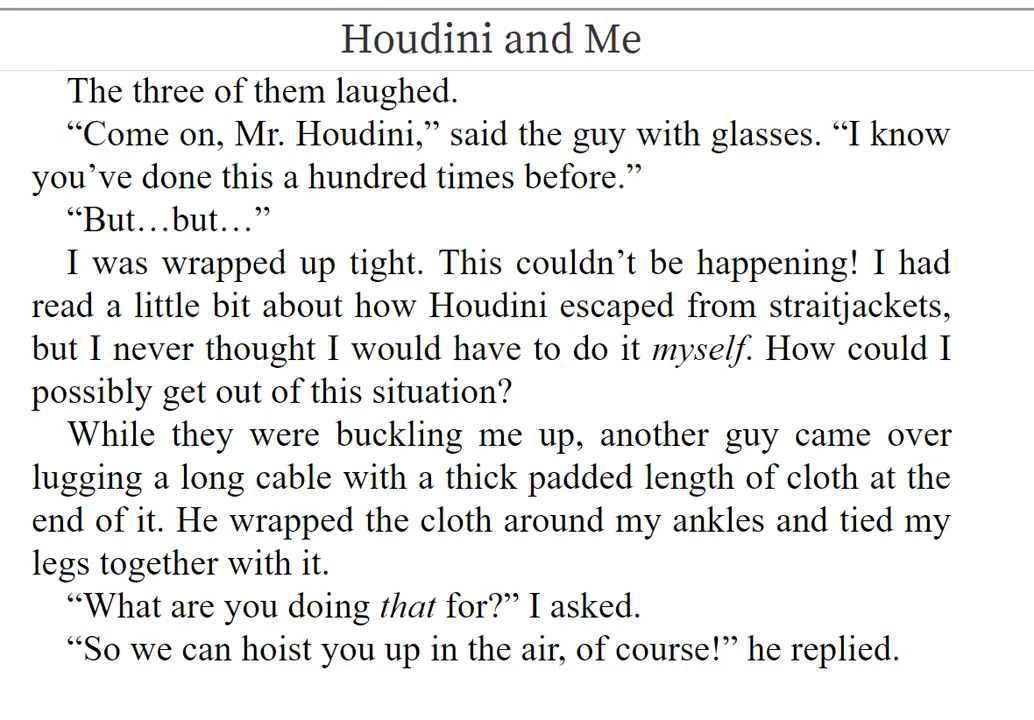 Houdini and Me
The three of them laughed.
“Come on, Mr. Houdini,” said the guy with glasses. “I know
you’ve done this a hundred times before.”
“But…but…”
I was wrapped up tight. This couldn’t be happening! I had
read a little bit about how Houdini escaped from straitjackets,
but I never thought I would have to do it myself. How could I
possibly get out of this situation?
While they were buckling me up, another guy came over
lugging a long cable with a thick padded length of cloth at the
end of it. He wrapped the cloth around my ankles and tied my
legs together with it.
“What are you doing that for?” I asked.
“So we can hoist you up in the air, of course!” he replied.